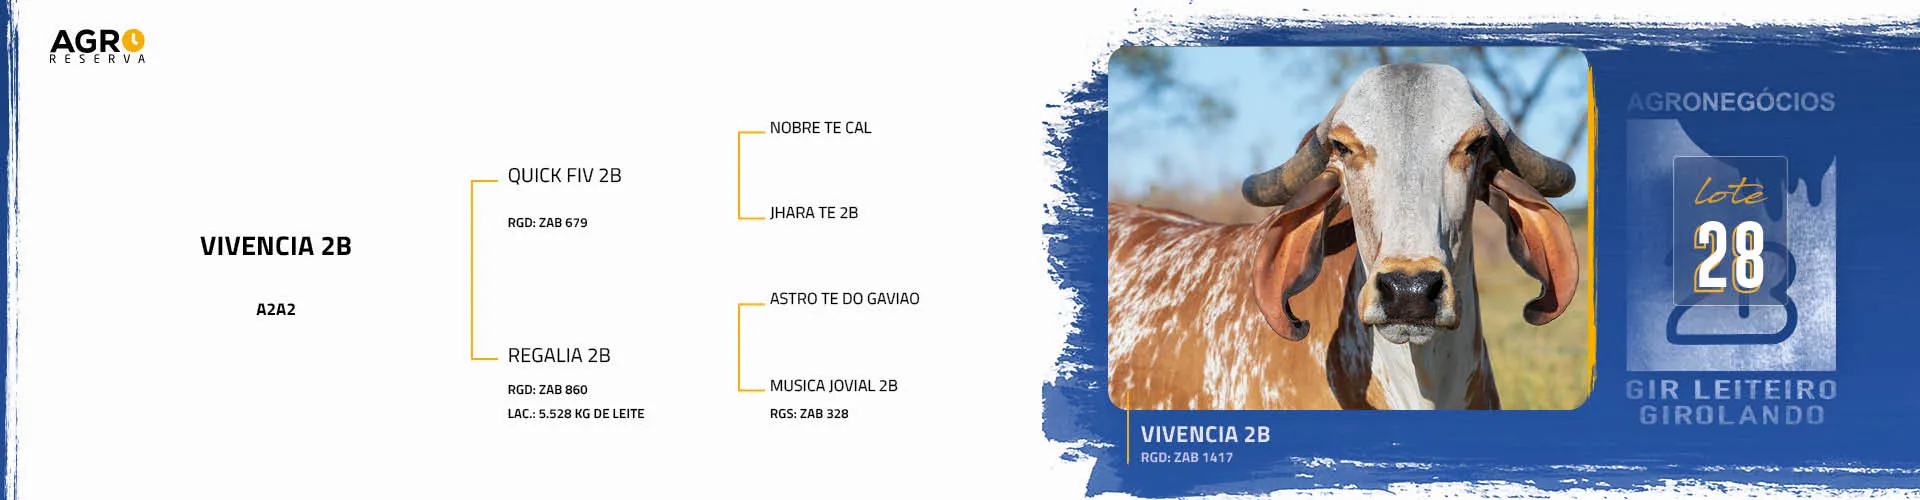 AGRO
RESERVA
VIVENCIA 2B
A2A2
QUICK FIV 2B
RGD: ZAB 679
REGALIA 2B
RGD: ZAB 860
LAC.: 5.528 KG DE LEITE
NOBRE TE CAL
JHARA TE 2B
ASTRO TE DO GAVIAO
MUSICA JOVIAL 2B
RGS: ZAB 328
VIVENCIA 2B
RGD: ZAB 1417
AGRONEGÓCIOS
lote
28
2B
GIR LEITEIRO
GIROLANDO